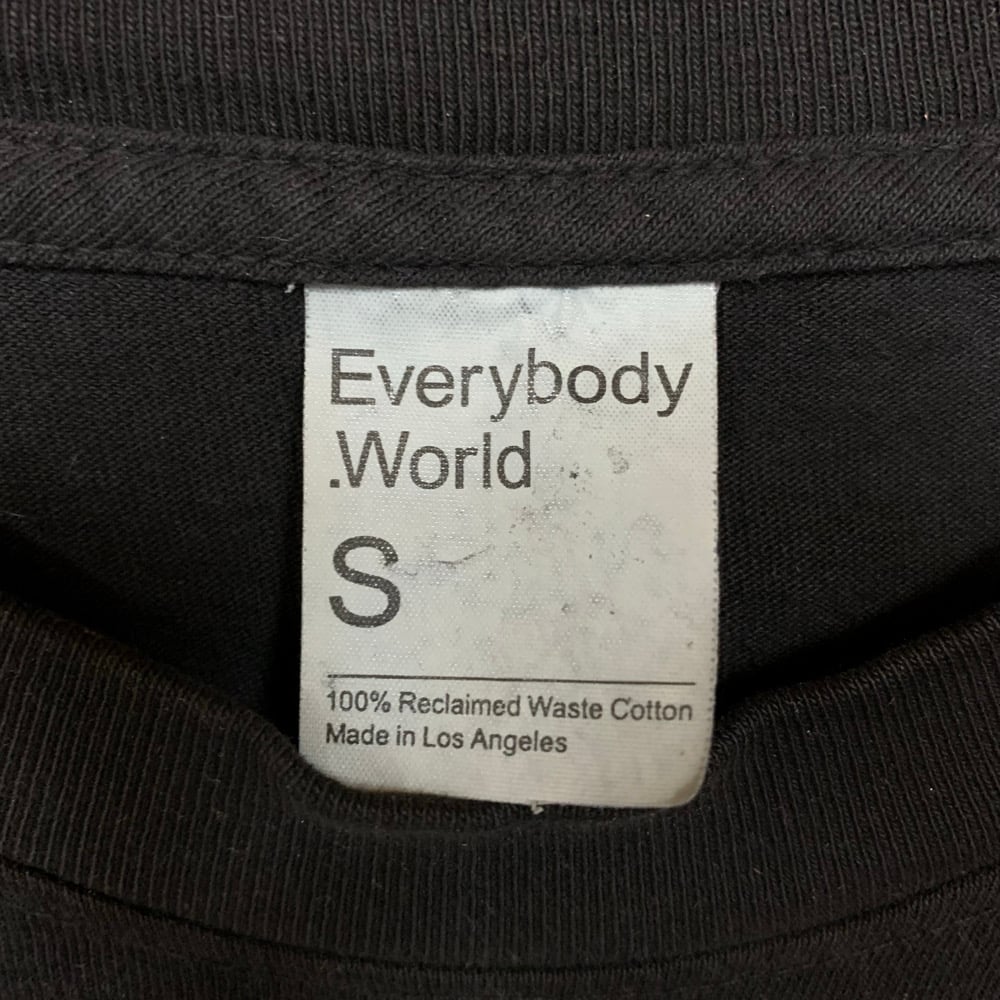 Everybody
.World
S
100% Reclaimed Waste Cotton
Made in Los Angeles